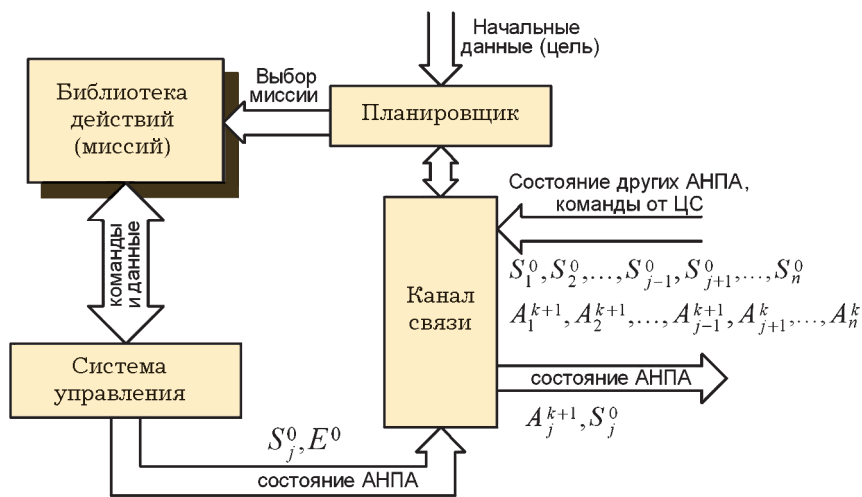 Начальные
данные (цель)
Выбор
миссии
Библиотека
действий
(миссий)
Планировщик
Состояние других АНПА,
команды от ЦС
команды
и данные
Канал
связи
S_1^0, S_2^0,..., S_{j-1}^0, S_{j+1}^0,..., S_n^0
A_1^{k+1}, A_2^{k+1},..., A_{j-1}^{k+1}, A_{j+1}^k,..., A_n^k
Система
управления
состояние АНПА
A_j^{k+1}, S_j^0
S_j^0, E^0
состояние АНПА